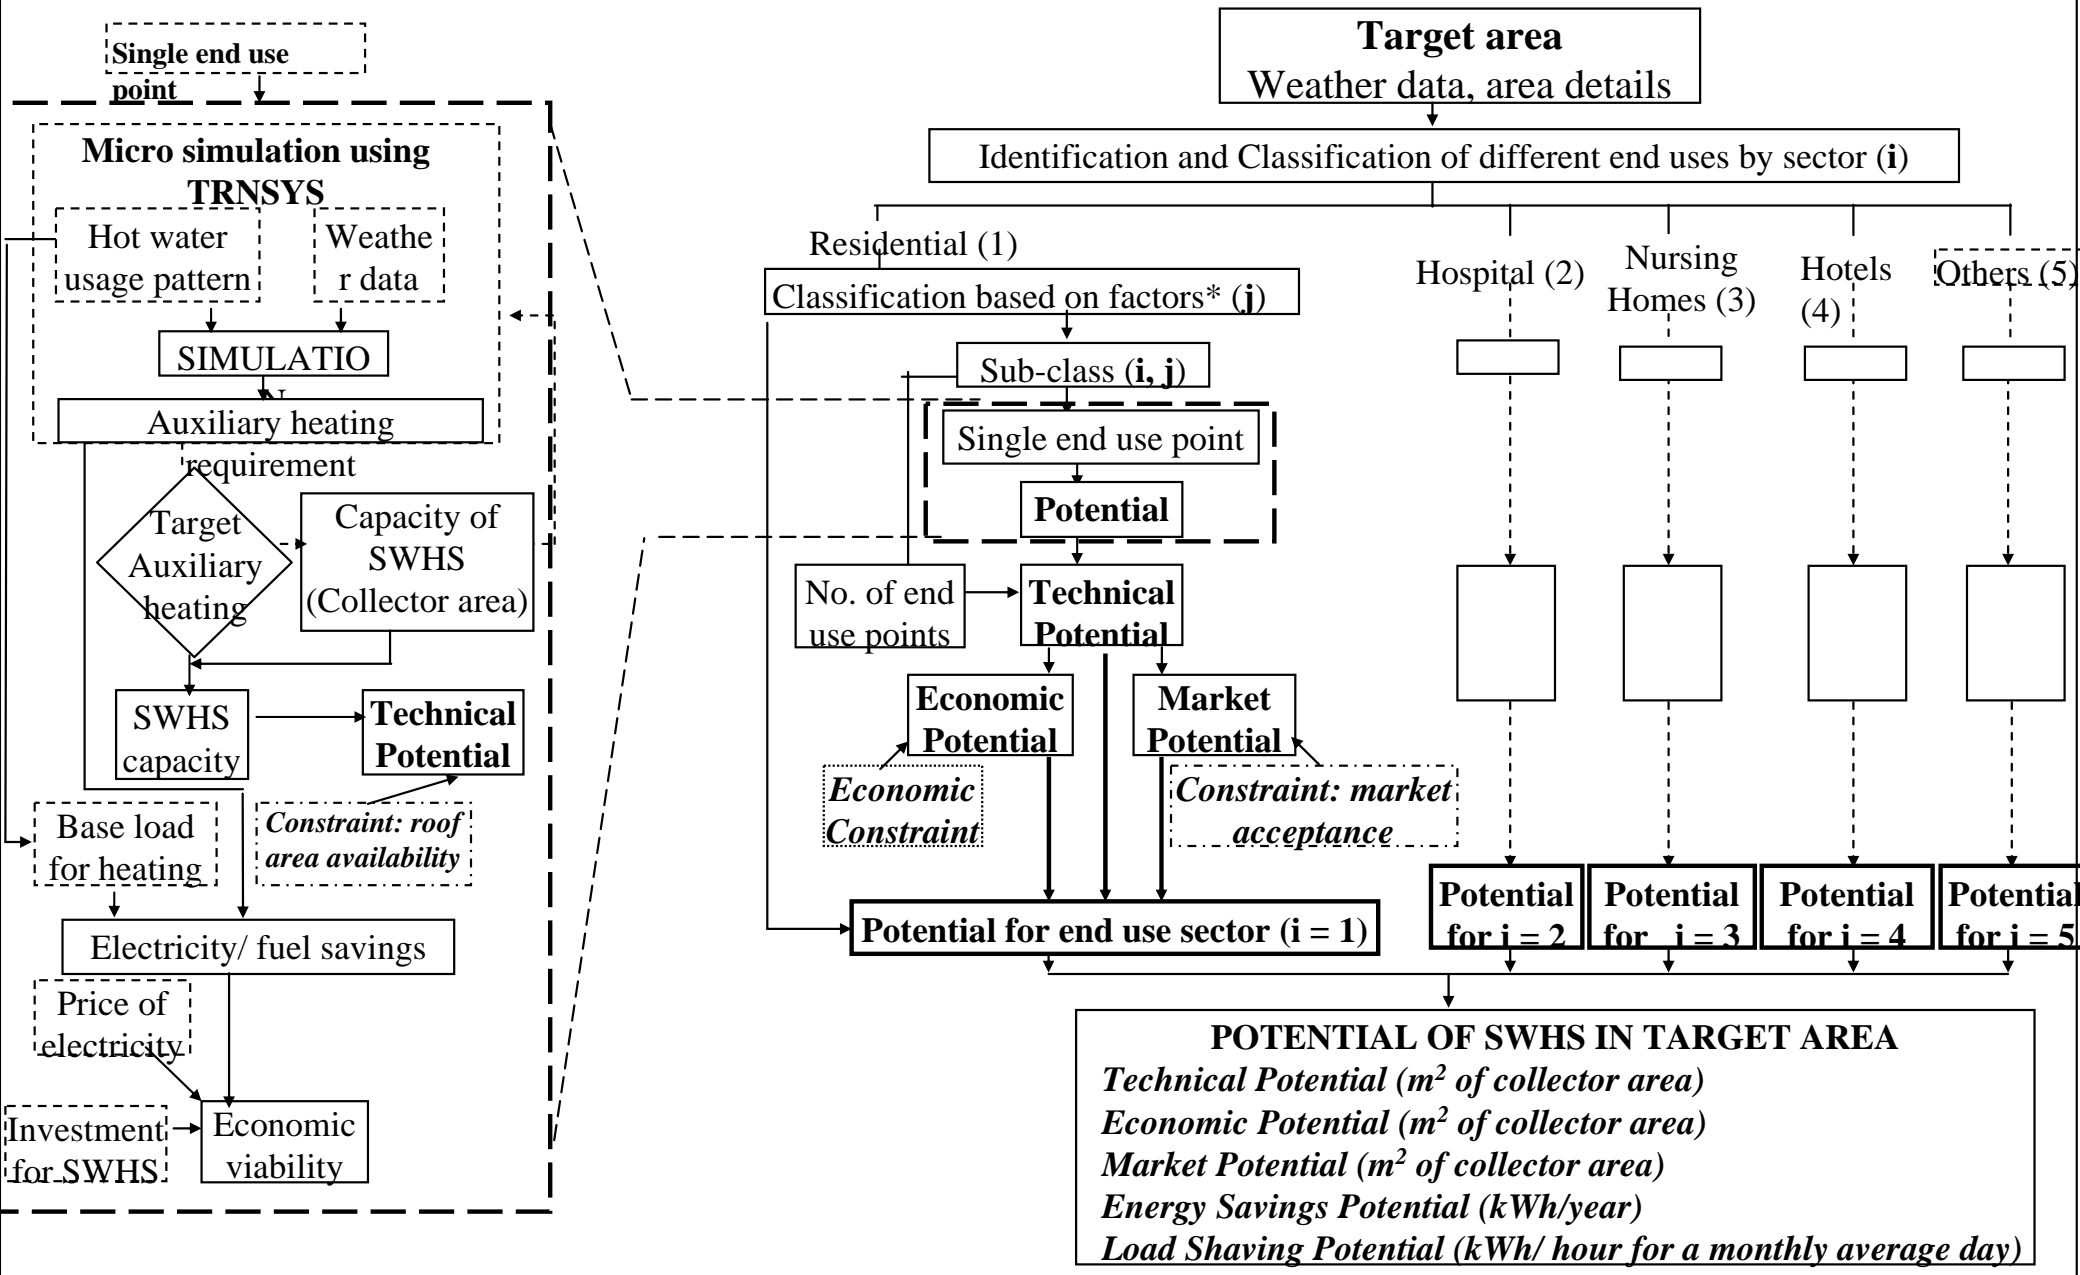 Single end use
point
Micro simulation using
TRNSYS
Hot water
usage pattern
Weathe
r data
SIMULATIO
N
Auxiliary heating
requirement
Target
Auxiliary
heating
Capacity of
SWHS
(Collector area)
SWHS
capacity
Technical
Potential
Base load
for heating
Constraint: roof
area availability
Electricity/ fuel savings
Price of
electricity
Investment
for SWHS
Economic
viability
Target area
Weather data, area details
Identification and Classification of different end uses by sector (i)
Residential (1)
Hospital (2)
Nursing
Homes (3)
Hotels
(4)
Others (5)
Classification based on factors* (j)
Sub-class (i, j)
Single end use point
Potential
No. of end
use points
Technical
Potential
Economic
Potential
Market
Potential
Economic
Constraint
Constraint: market
acceptance
Potential for end use sector (i = 1)
Potential
for i = 2
Potential
for i = 3
Potential
for i = 4
Potential
for i = 5
POTENTIAL OF SWHS IN TARGET AREA
Technical Potential (m² of collector area)
Economic Potential (m² of collector area)
Market Potential (m² of collector area)
Energy Savings Potential (kWh/year)
Load Shaving Potential (kWh/ hour for a monthly average day)